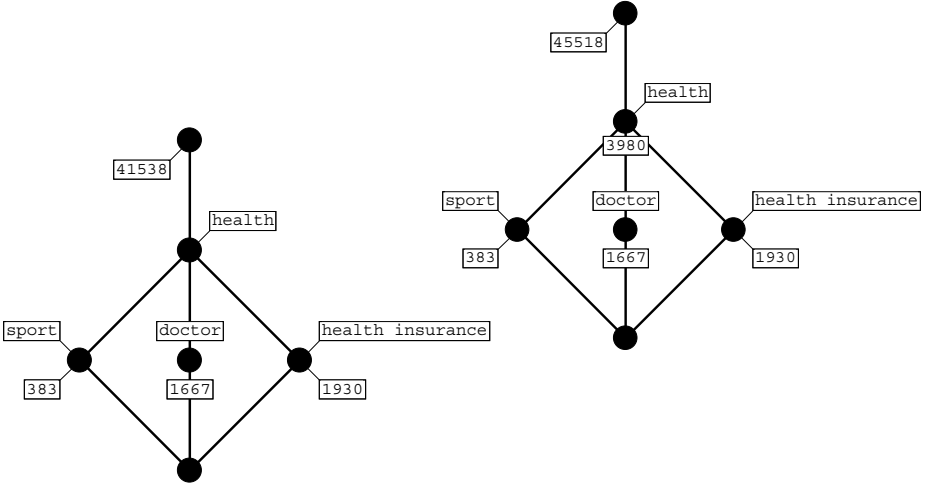 41538
health
sport
doctor
health insurance
383
1667
1930
45518
health
3980
sport
doctor
health insurance
383
1667
1930